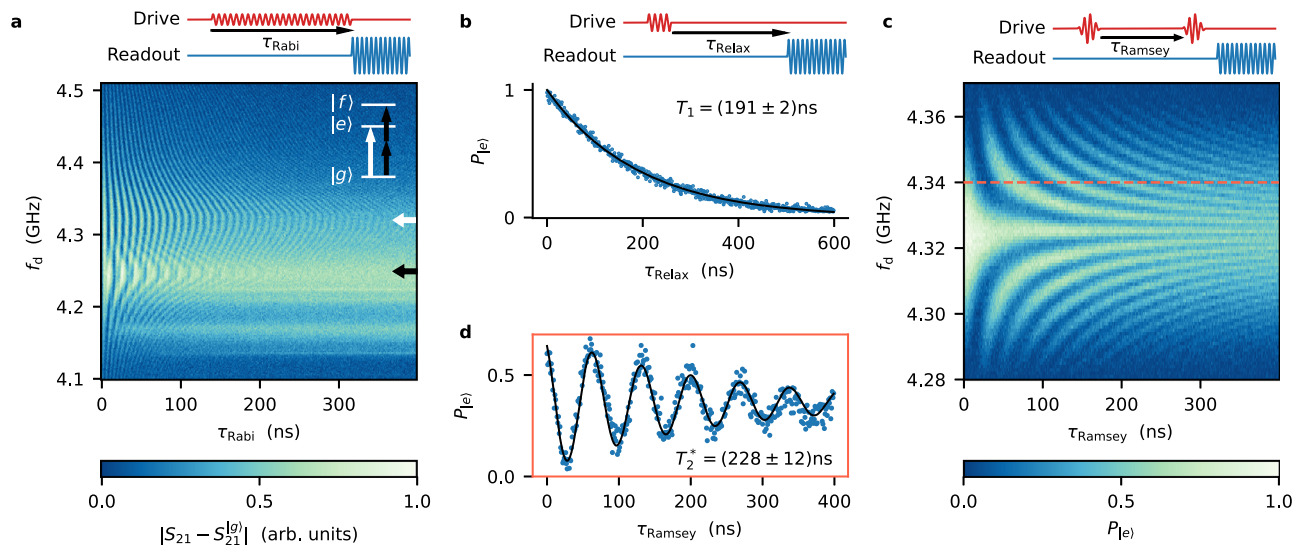 a
Drive
τRabi
Readout
4.5
4.4
4.3
4.2
4.1
fd (GHz)
|f⟩
|e⟩
|g⟩
0 100 200 300
τRabi (ns)
0.0 0.5 1.0
|S21 − S21|g⟩| (arb. units)
b
Drive
τRelax
Readout
1
0
P|e⟩
T1 = (191 ± 2)ns
0 200 400 600
τRelax (ns)
d
0.5
0.0
P|e⟩
T2* = (228 ± 12)ns
0 100 200 300 400
τRamsey (ns)
c
Drive
τRamsey
Readout
4.36
4.34
4.32
4.30
4.28
fd (GHz)
0 100 200 300
τRamsey (ns)
0.0 0.5 1.0
P|e⟩